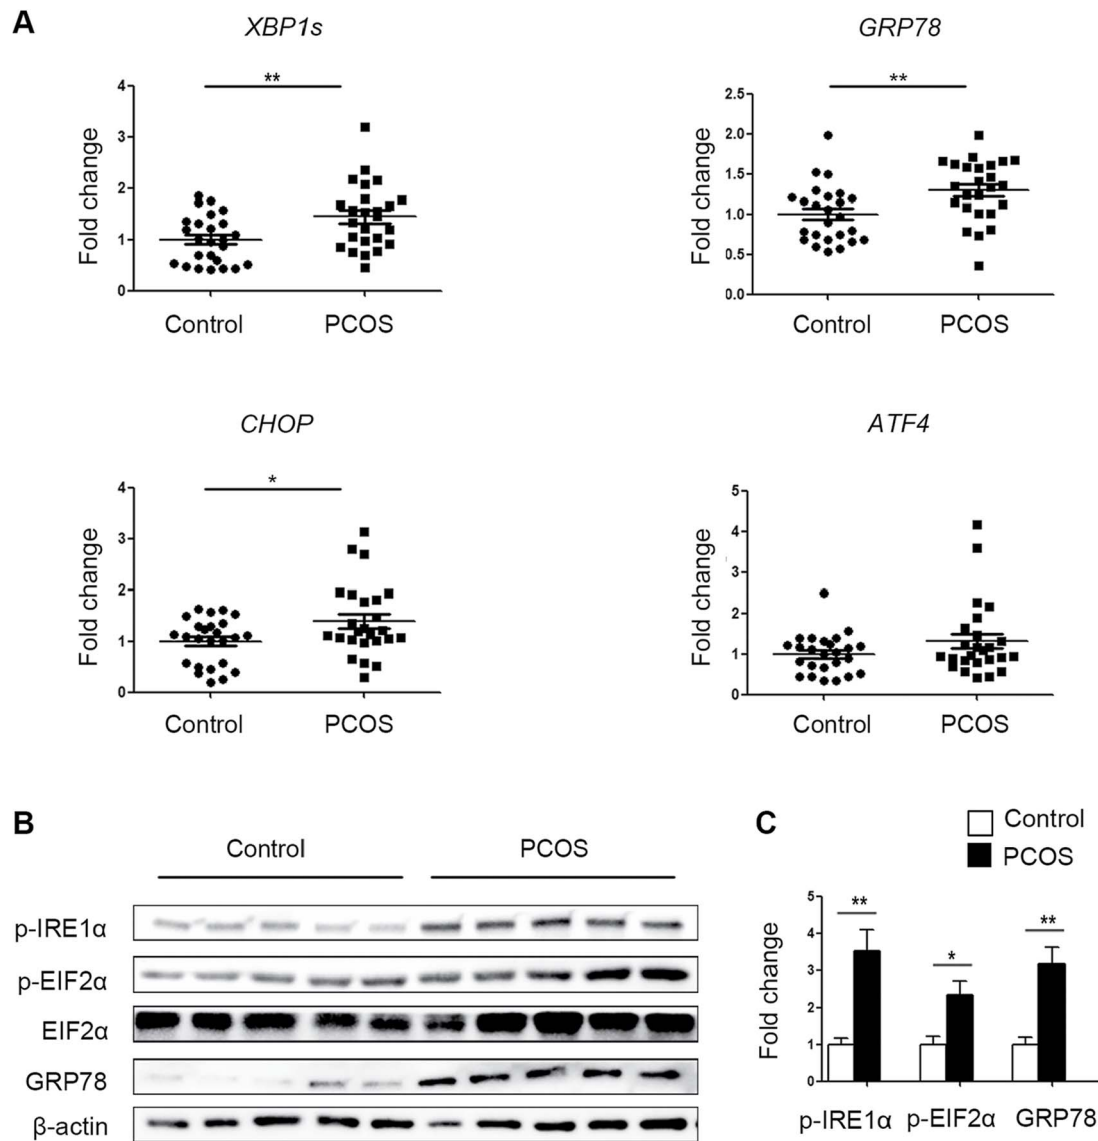 A
XBP1s
**
Fold change
4
3
2
1
0
Control
PCOS
GRP78
**
Fold change
2.5
2.0
1.5
1.0
0.5
0.0
Control
PCOS
CHOP
*
Fold change
4
3
2
1
0
Control
PCOS
ATF4
Fold change
5
4
3
2
1
0
Control
PCOS
B
Control
PCOS
p-IRE1α
p-EIF2α
EIF2α
GRP78
β-actin
C
Control
PCOS
Fold change
5
4
3
2
1
0
**
*
**
p-IRE1α
p-EIF2α
GRP78